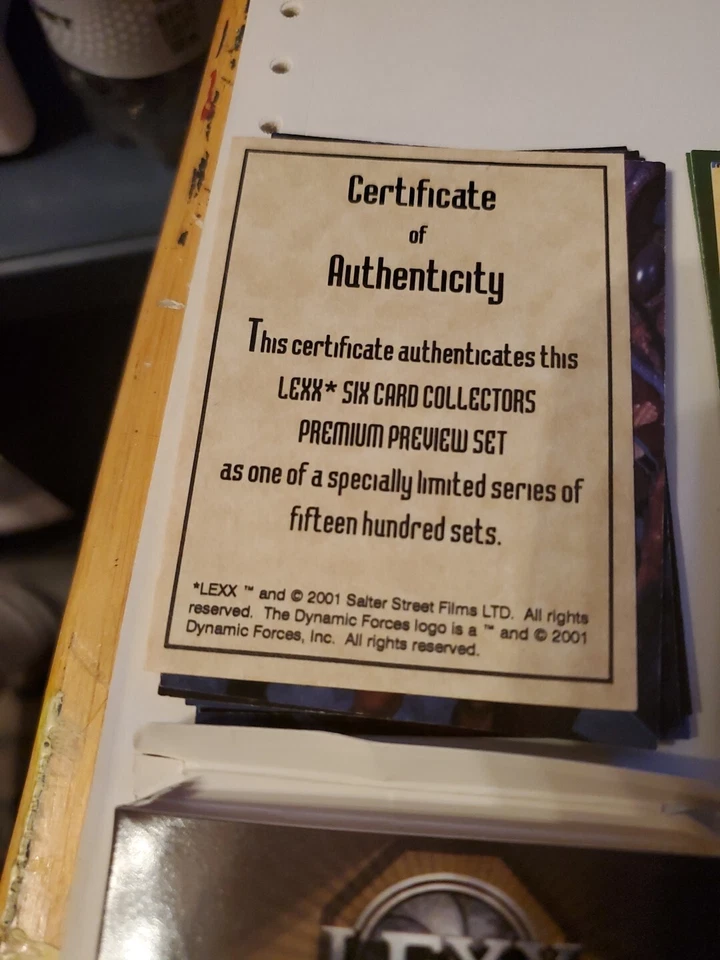 Certificate
of
Authenticity
This certificate authenticates this
LEXX* SIX CARD COLLECTORS
PREMIUM PREVIEW SET
as one of a specially limited series of
fifteen hundred sets.
*LEXX ™ and © 2001 Salter Street Films LTD. All rights
reserved. The Dynamic Forces logo is a ™ and © 2001
Dynamic Forces, Inc. All rights reserved.
LEXX